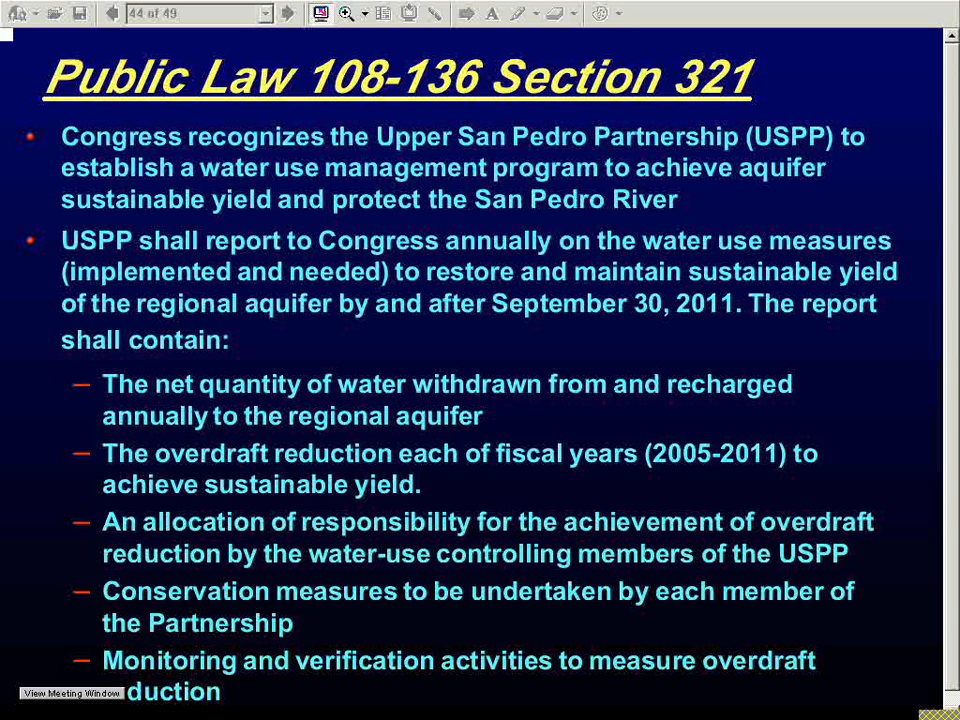 44 of 49
Public Law 108-136 Section 321
• Congress recognizes the Upper San Pedro Partnership (USPP) to
establish a water use management program to achieve aquifer
sustainable yield and protect the San Pedro River
• USPP shall report to Congress annually on the water use measures
(implemented and needed) to restore and maintain sustainable yield
of the regional aquifer by and after September 30, 2011. The report
shall contain:
– The net quantity of water withdrawn from and recharged
annually to the regional aquifer
– The overdraft reduction each of fiscal years (2005-2011) to
achieve sustainable yield.
– An allocation of responsibility for the achievement of overdraft
reduction by the water-use controlling members of the USPP
– Conservation measures to be undertaken by each member of
the Partnership
– Monitoring and verification activities to measure overdraft
duction
View Meeting Window